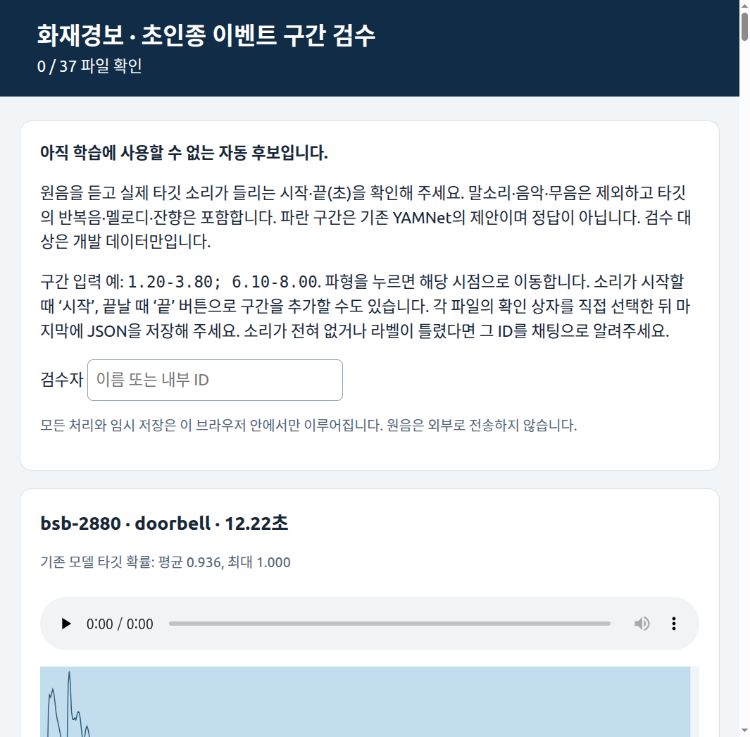 화재경보 · 초인종 이벤트 구간 검수
0 / 37 파일 확인
아직 학습에 사용할 수 없는 자동 후보입니다.
원음을 듣고 실제 타깃 소리가 들리는 시작·끝(초)을 확인해 주세요. 말소리·음악·무음은 제외하고 타깃
의 반복음·멜로디·잔향은 포함합니다. 파란 구간은 기존 YAMNet의 제안이며 정답이 아닙니다. 검수 대
상은 개발 데이터만입니다.
구간 입력 예: 1.20-3.80; 6.10-8.00. 파형을 누르면 해당 시점으로 이동합니다. 소리가 시작할
때 ‘시작’, 끝날 때 ‘끝’ 버튼으로 구간을 추가할 수도 있습니다. 각 파일의 확인 상자를 직접 선택한 뒤 마
지막에 JSON을 저장해 주세요. 소리가 전혀 없거나 라벨이 틀렸다면 그 ID를 채팅으로 알려주세요.
검수자 이름 또는 내부 ID
모든 처리와 임시 저장은 이 브라우저 안에서만 이루어집니다. 원음은 외부로 전송하지 않습니다.
bsb-2880 · doorbell · 12.22초
기존 모델 타깃 확률: 평균 0.936, 최대 1.000
0:00 / 0:00